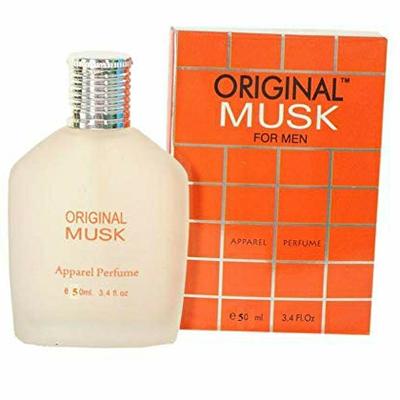 ORIGINAL
MUSK
Apparel Perfume
e 50ml. 3.4 fl.oz
ORIGINAL™
MUSK
FOR MEN
APPAREL PERFUME
e50 ml 3.4 Fl.Oz